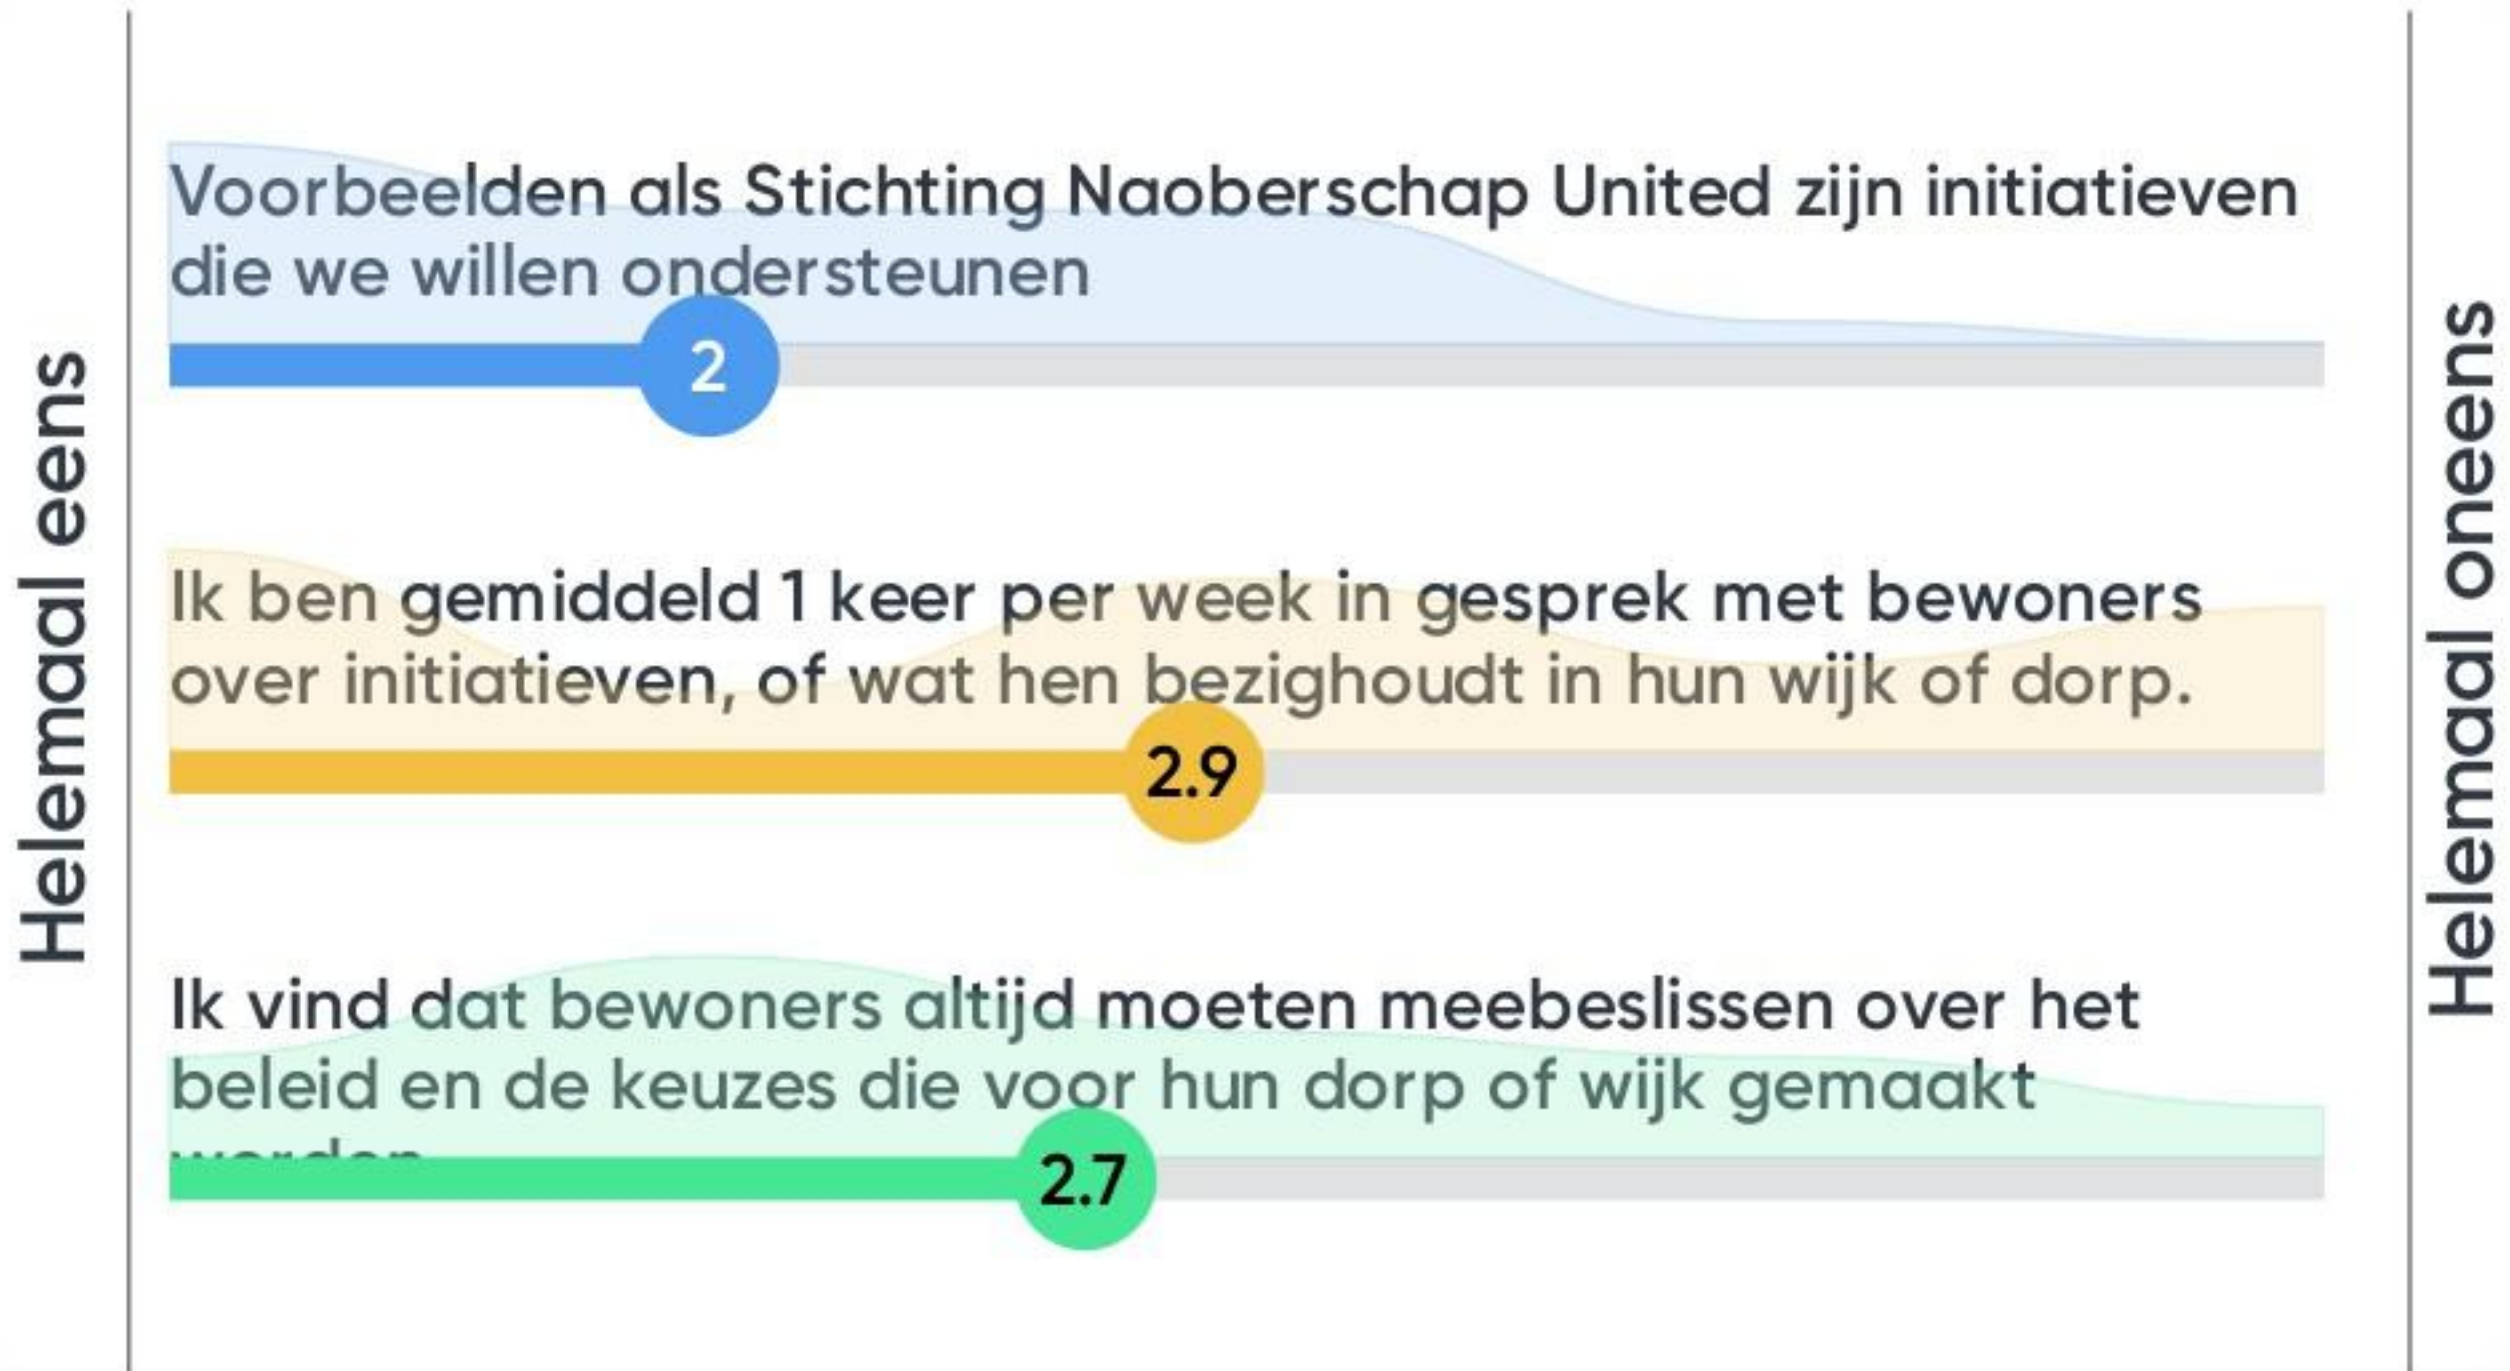 Helemaal eens
Voorbeelden als Stichting Naoberschap United zijn initiatieven
die we willen ondersteunen
2
Ik ben gemiddeld 1 keer per week in gesprek met bewoners
over initiatieven, of wat hen bezighoudt in hun wijk of dorp.
2.9
Ik vind dat bewoners altijd moeten meebeslissen over het
beleid en de keuzes die voor hun dorp of wijk gemaakt
worden
2.7
Helemaal oneens